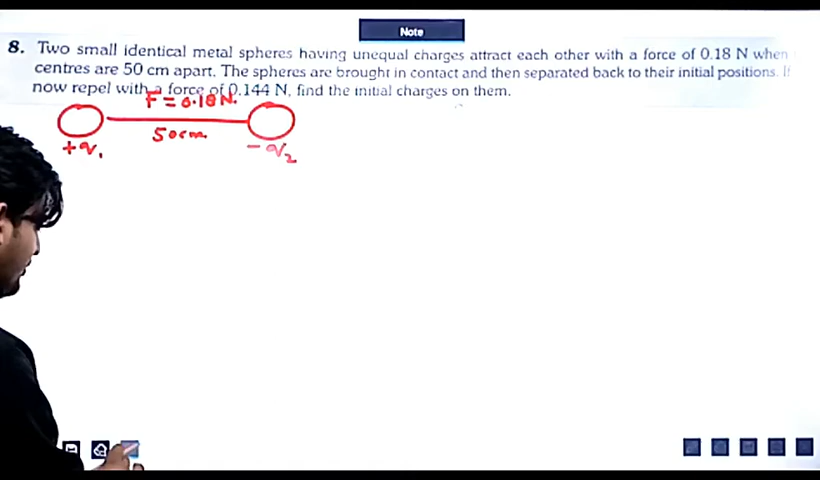 Note
8. Two small identical metal spheres having unequal charges attract each other with a force of 0.18 N when
centres are 50 cm apart. The spheres are brought in contact and then separated back to their initial positions. If
now repel with a force of 0.144 N, find the initial charges on them.
F = 0.18 N.
50cm.
+q₁ -q₂